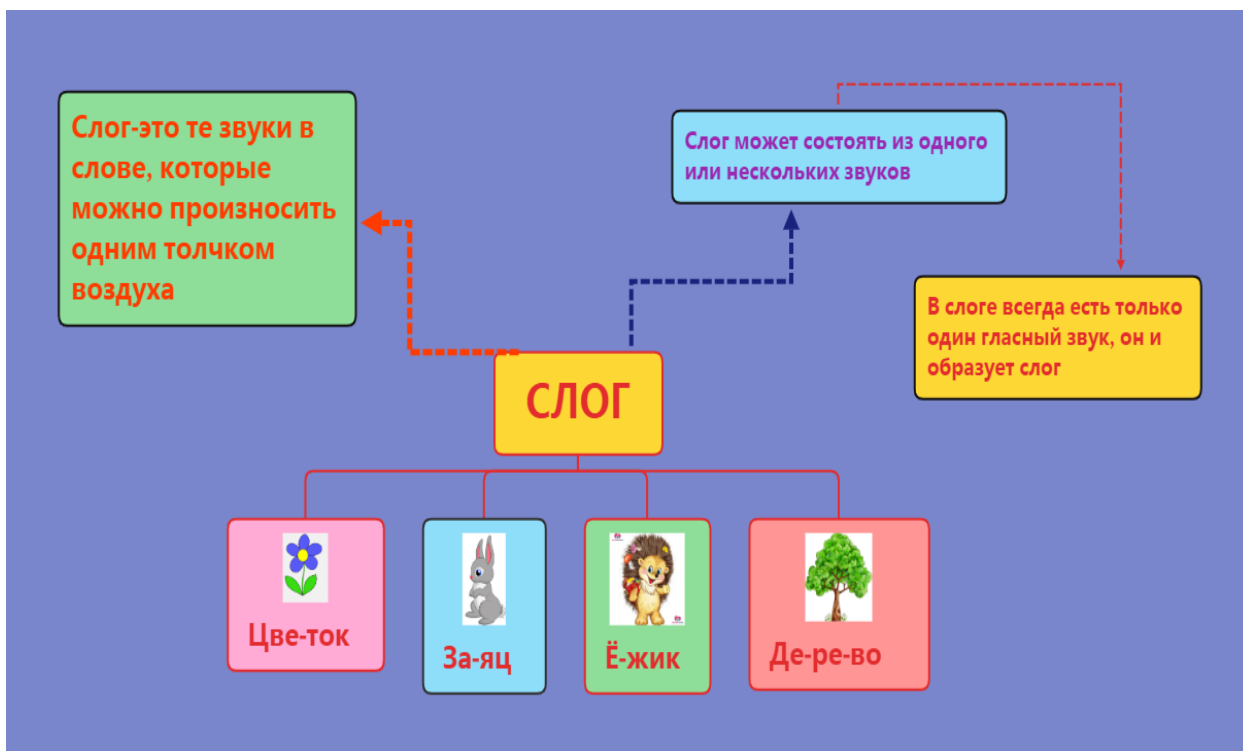 Слог-это те звуки в
слове, которые
можно произносить
одним толчком
воздуха
Слог может состоять из одного
или нескольких звуков
В слоге всегда есть только
один гласный звук, он и
образует слог
СЛОГ
Цве-ток
За-яц
Ё-жик
Де-ре-во